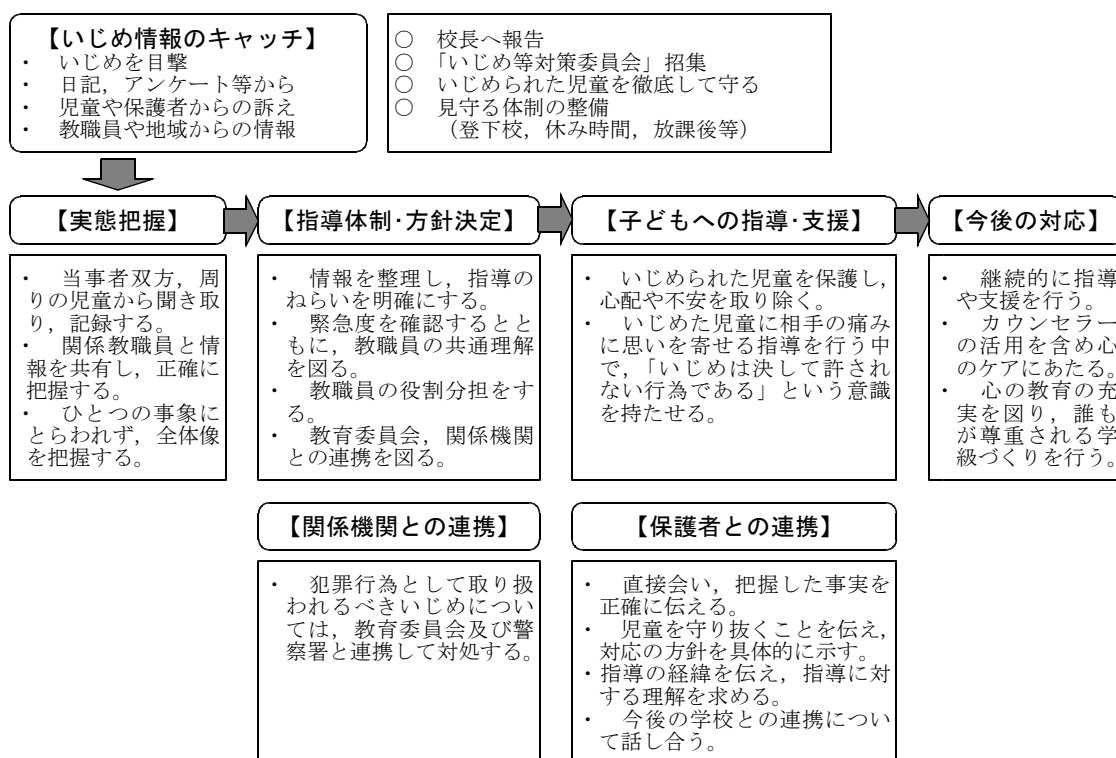 【いじめ情報のキャッチ】
・ いじめを目撃
・ 日記，アンケート等から
・ 児童や保護者からの訴え
・ 教職員や地域からの情報
○ 校長へ報告
○ 「いじめ等対策委員会」招集
○ いじめられた児童を徹底して守る
○ 見守る体制の整備
（登下校，休み時間，放課後等）
【実態把握】
・ 当事者双方，周
りの児童から聞き取
り，記録する。
・ 関係教職員と情
報を共有し，正確に
把握する。
・ ひとつの事象に
とらわれず，全体像
を把握する。
【指導体制･方針決定】
・ 情報を整理し，指導の
ねらいを明確にする。
・ 緊急度を確認するとと
もに，教職員の共通理解
を図る。
・ 教職員の役割分担をす
る。
・ 教育委員会，関係機関
との連携を図る。
【子どもへの指導･支援】
・ いじめられた児童を保護し，
心配や不安を取り除く。
・ いじめた児童に相手の痛み
に思いを寄せる指導を行う中
で，「いじめは決して許され
ない行為である」という意識
を持たせる。
【今後の対応】
・ 継続的に指導
や支援を行う。
・ カウンセラー
の活用を含め心
のケアにあたる。
・ 心の教育の充
実を図り，誰も
が尊重される学
級づくりを行う。
【関係機関との連携】
・ 犯罪行為として取り扱
われるべきいじめについ
ては，教育委員会及び警
察署と連携して対処する。
【保護者との連携】
・ 直接会い，把握した事実を
正確に伝える。
・ 児童を守り抜くことを伝え，
対応の方針を具体的に示す。
・指導の経緯を伝え，指導に対
する理解を求める。
・ 今後の学校との連携につい
て話し合う。